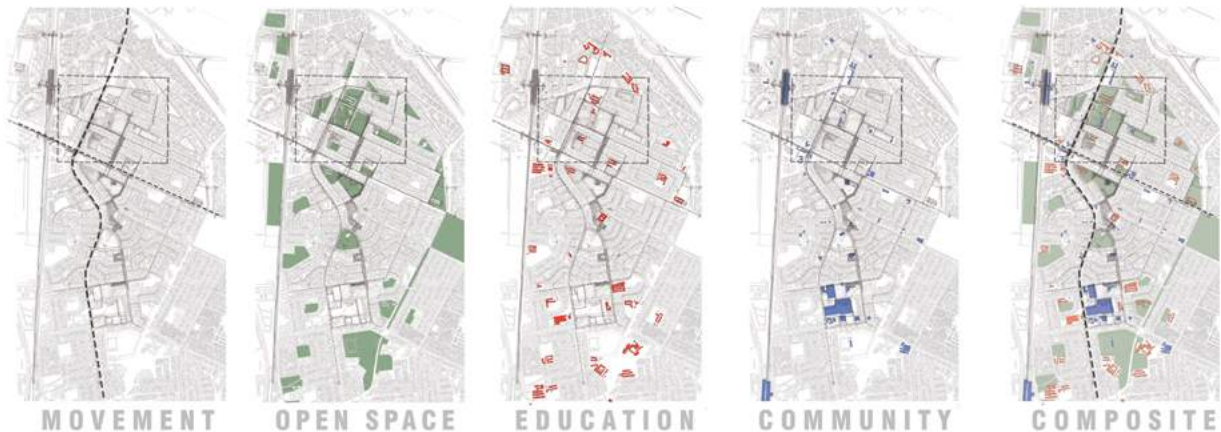 MOVEMENT
OPEN SPACE
EDUCATION
COMMUNITY
COMPOSITE